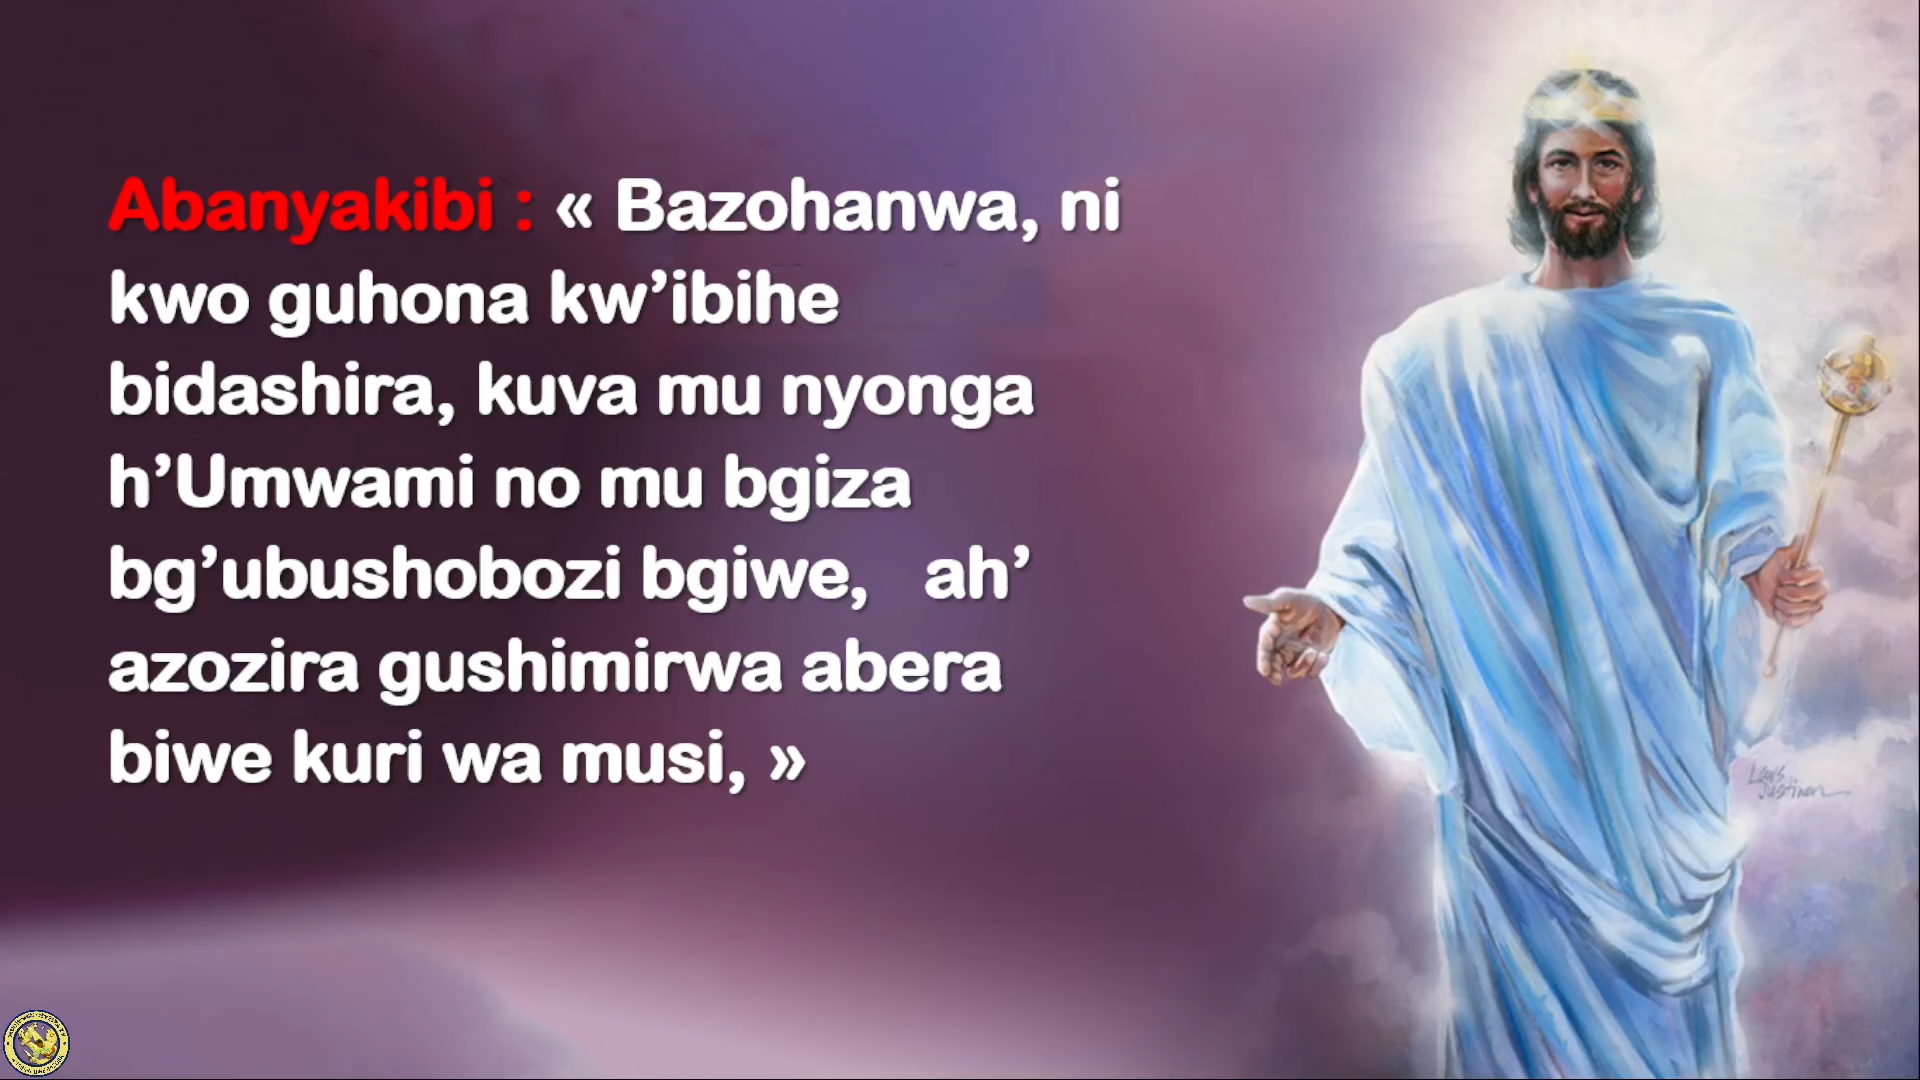 Abanyakibi : « Bazohanwa, ni
kwo guhona kw’ibihe
bidashira, kuva mu nyonga
h’Umwami no mu bgiza
bg’ubushobozi bgiwe,   ah’
azozira gushimirwa abera
biwe kuri wa musi, »